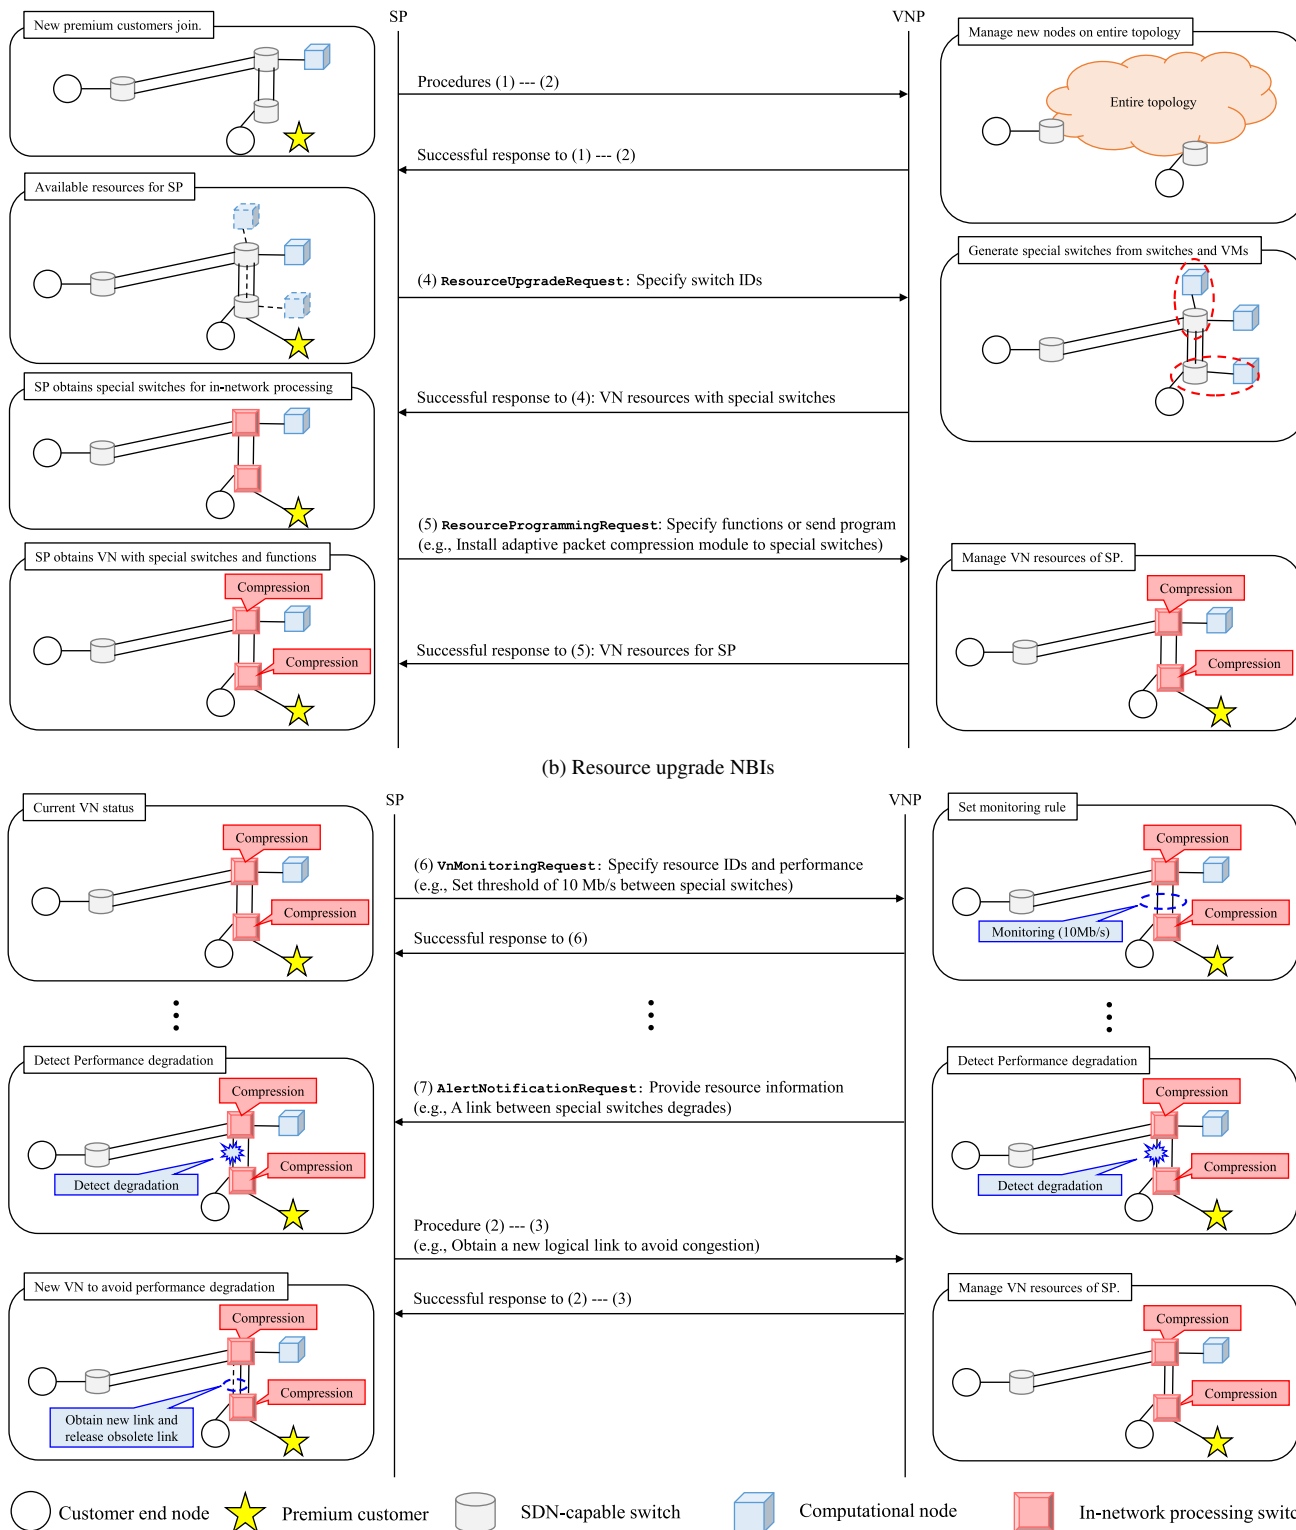 SP
VNP
New premium customers join.
Manage new nodes on entire topology
Procedures (1) --- (2)
Entire topology
Successful response to (1) --- (2)
Available resources for SP
Generate special switches from switches and VMs
(4) ResourceUpgradeRequest: Specify switch IDs
SP obtains special switches for in-network processing
Successful response to (4): VN resources with special switches
(5) ResourceProgrammingRequest: Specify functions or send program
(e.g., Install adaptive packet compression module to special switches)
SP obtains VN with special switches and functions
Compression
Compression
Manage VN resources of SP.
Compression
Compression
Successful response to (5): VN resources for SP
(b) Resource upgrade NBIs
SP
VNP
Current VN status
Compression
Compression
Set monitoring rule
Compression
Compression
Monitoring (10Mb/s)
(6) VnMonitoringRequest: Specify resource IDs and performance
(e.g., Set threshold of 10 Mb/s between special switches)
Successful response to (6)
Detect Performance degradation
Compression
Compression
Detect degradation
Detect Performance degradation
Compression
Compression
Detect degradation
(7) AlertNotificationRequest: Provide resource information
(e.g., A link between special switches degrades)
Procedure (2) --- (3)
(e.g., Obtain a new logical link to avoid congestion)
New VN to avoid performance degradation
Compression
Compression
Obtain new link and
release obsolete link
Successful response to (2) --- (3)
Manage VN resources of SP.
Compression
Compression
Customer end node
Premium customer
SDN-capable switch
Computational node
In-network processing switc